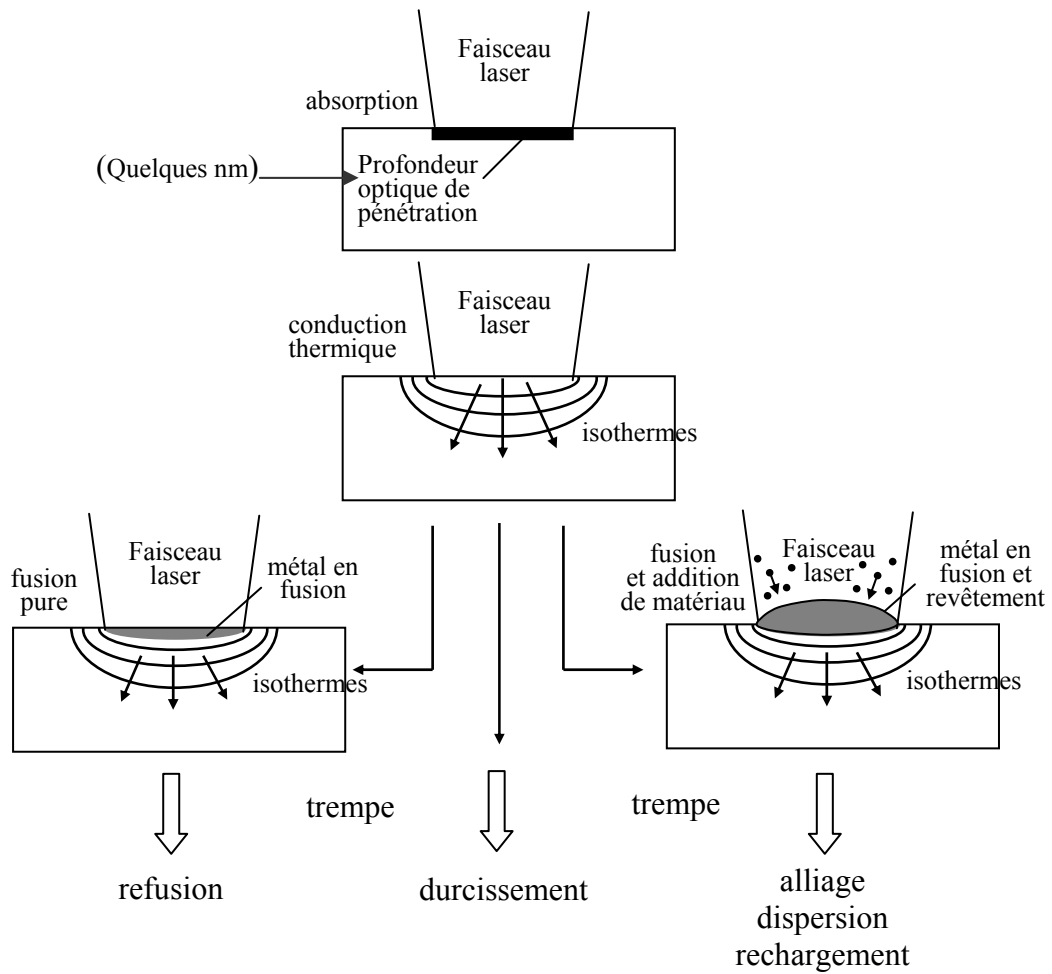 Faisceau
laser
absorption
(Quelques nm)
Profondeur
optique de
pénétration
Faisceau
laser
conduction
thermique
isothermes
Faisceau
laser
fusion
pure
métal en
fusion
isothermes
fusion
et addition
de matériau
Faisceau
laser
métal en
fusion et
revêtement
isothermes
trempe
trempe
refusion
durcissement
alliage
dispersion
rechargement